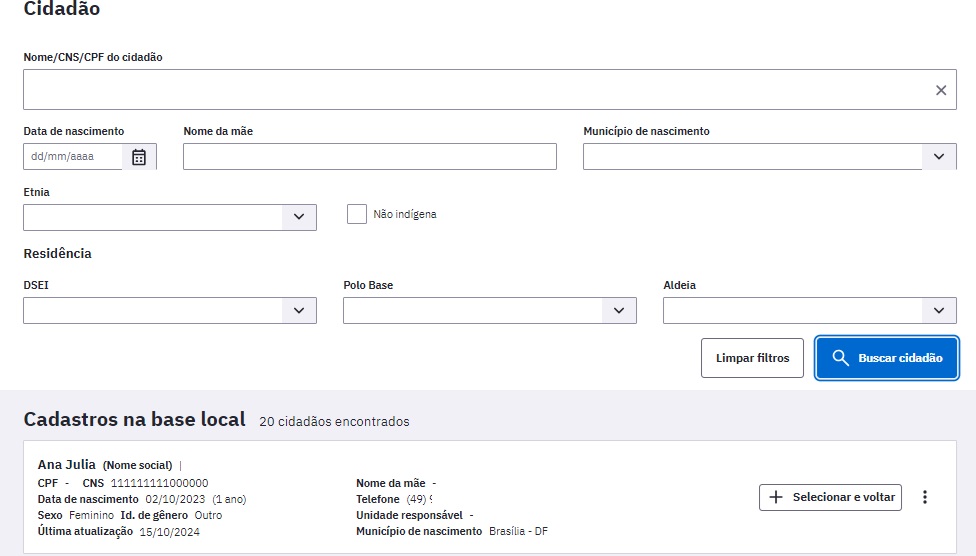 Cidadão
Nome/CNS/CPF do cidadão
Data de nascimento Nome da mãe Município de nascimento
dd/mm/aaaa
Etnia
Não indígena
Residência
DSEI Polo Base Aldeia
Limpar filtros Buscar cidadão
Cadastros na base local 20 cidadãos encontrados
Ana Julia (Nome social) |
CPF - CNS 111111111000000 Nome da mãe -
Data de nascimento 02/10/2023 (1 ano) Telefone (49)
Selecionar e voltar
Sexo Feminino Id. de gênero Outro Unidade responsável -
Última atualização 15/10/2024 Município de nascimento Brasília - DF